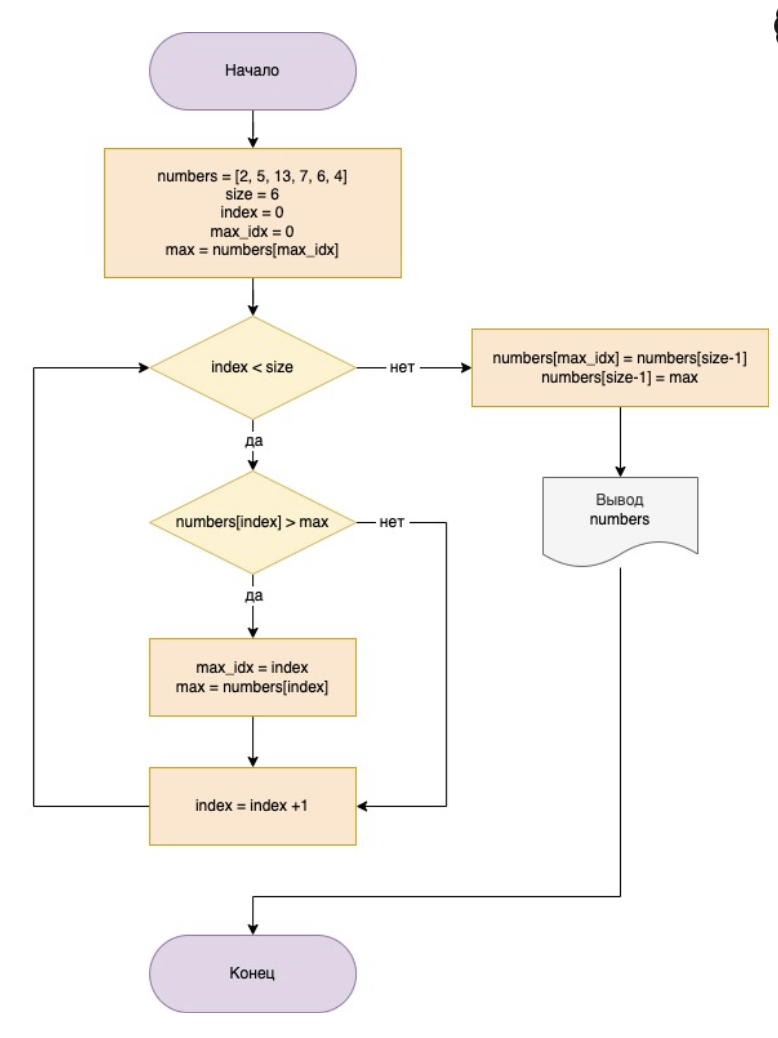 Начало
numbers = [2, 5, 13, 7, 6, 4]
size = 6
index = 0
max_idx = 0
max = numbers[max_idx]
index < size
нет
numbers[max_idx] = numbers[size-1]
numbers[size-1] = max
да
Вывод
numbers
numbers[index] > max
нет
да
max_idx = index
max = numbers[index]
index = index +1
Конец